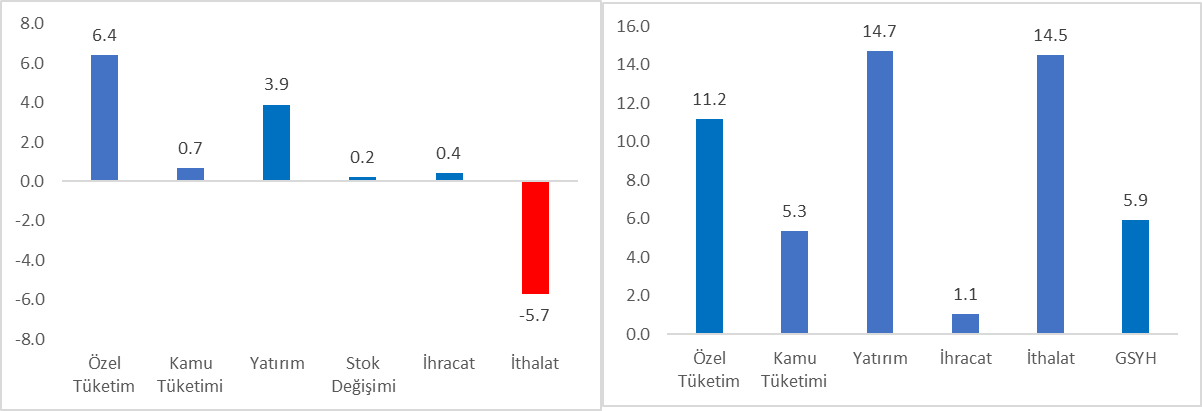 8.0
6.0
4.0
2.0
0.0
-2.0
-4.0
-6.0
-8.0
6.4
0.7
3.9
0.2
0.4
-5.7
Özel Tüketim
Kamu Tüketimi
Yatırım
Stok Değişimi
İhracat
İthalat
16.0
14.0
12.0
10.0
8.0
6.0
4.0
2.0
0.0
11.2
5.3
14.7
1.1
14.5
5.9
Özel Tüketim
Kamu Tüketimi
Yatırım
İhracat
İthalat
GSYH